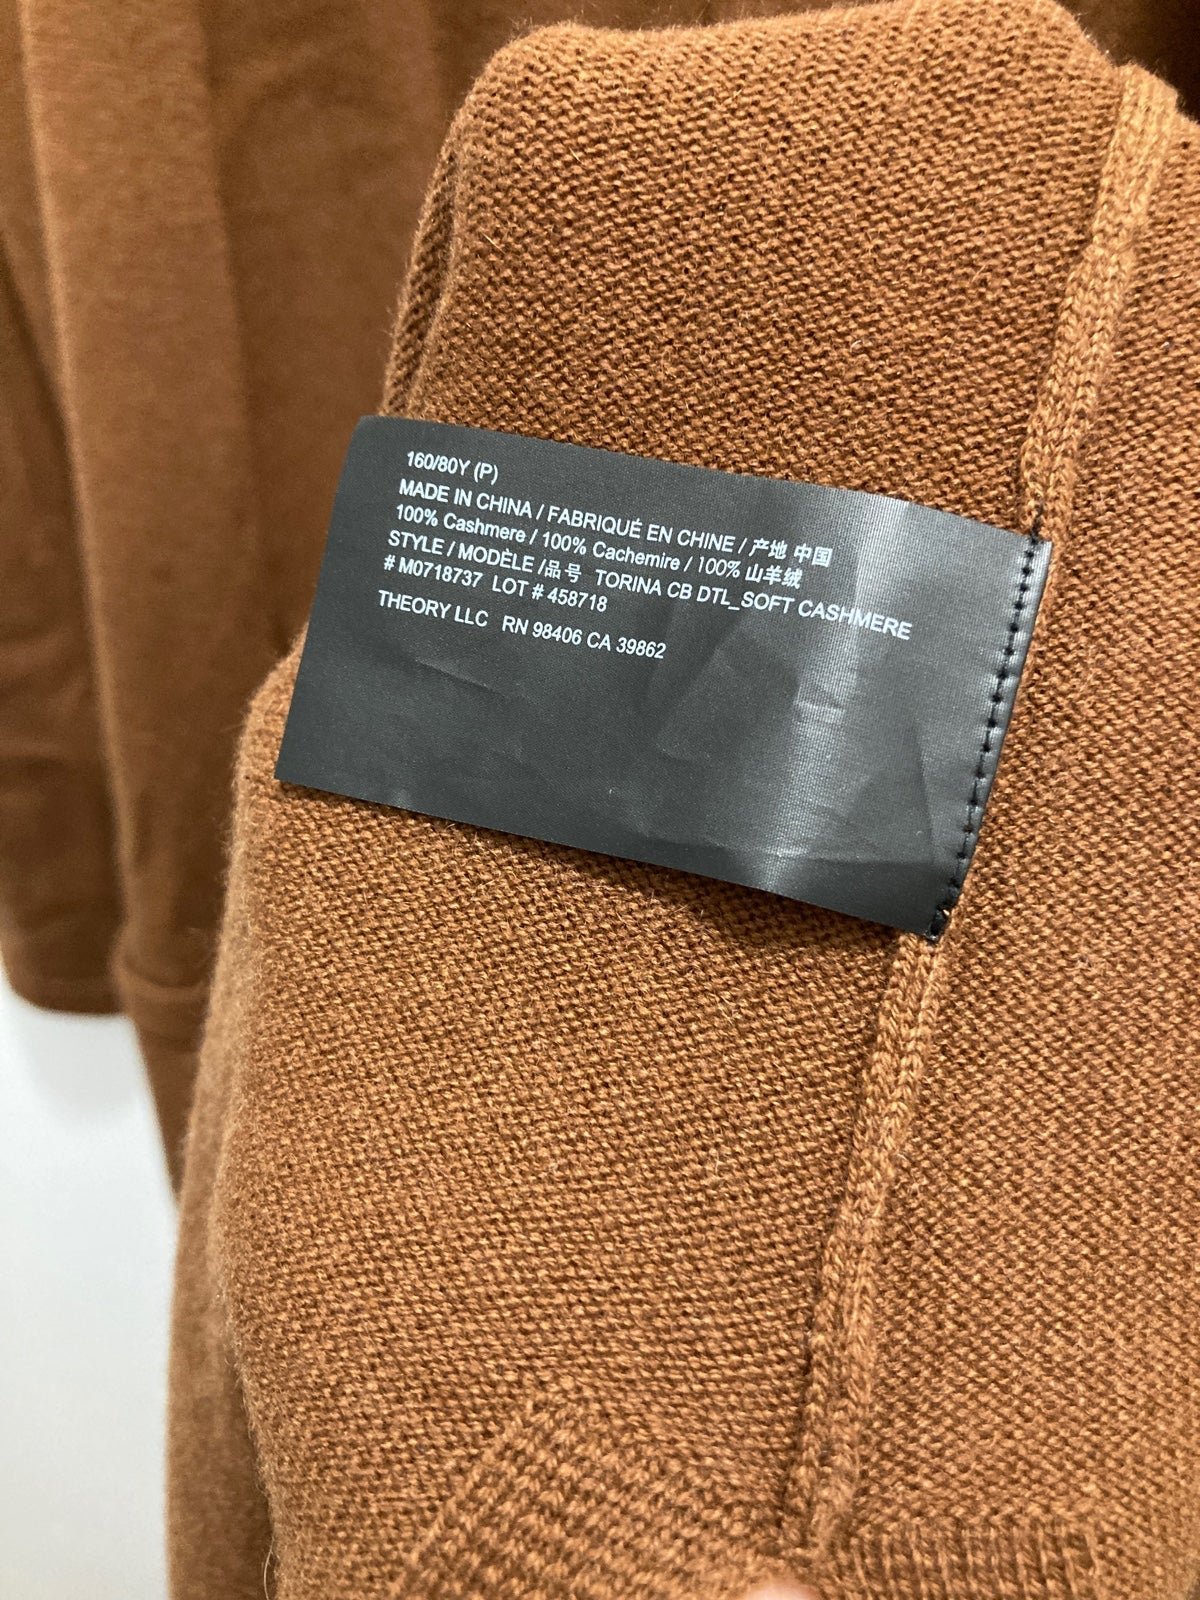 160/80Y (P)
MADE IN CHINA / FABRIQUÉ EN CHINE / 产地 中国
100% Cashmere / 100% Cachemire / 100% 山羊绒
STYLE / MODÈLE /品号 TORINA CB DTL_SOFT CASHMERE
# M0718737 LOT # 458718
THEORY LLC RN 98406 CA 39862